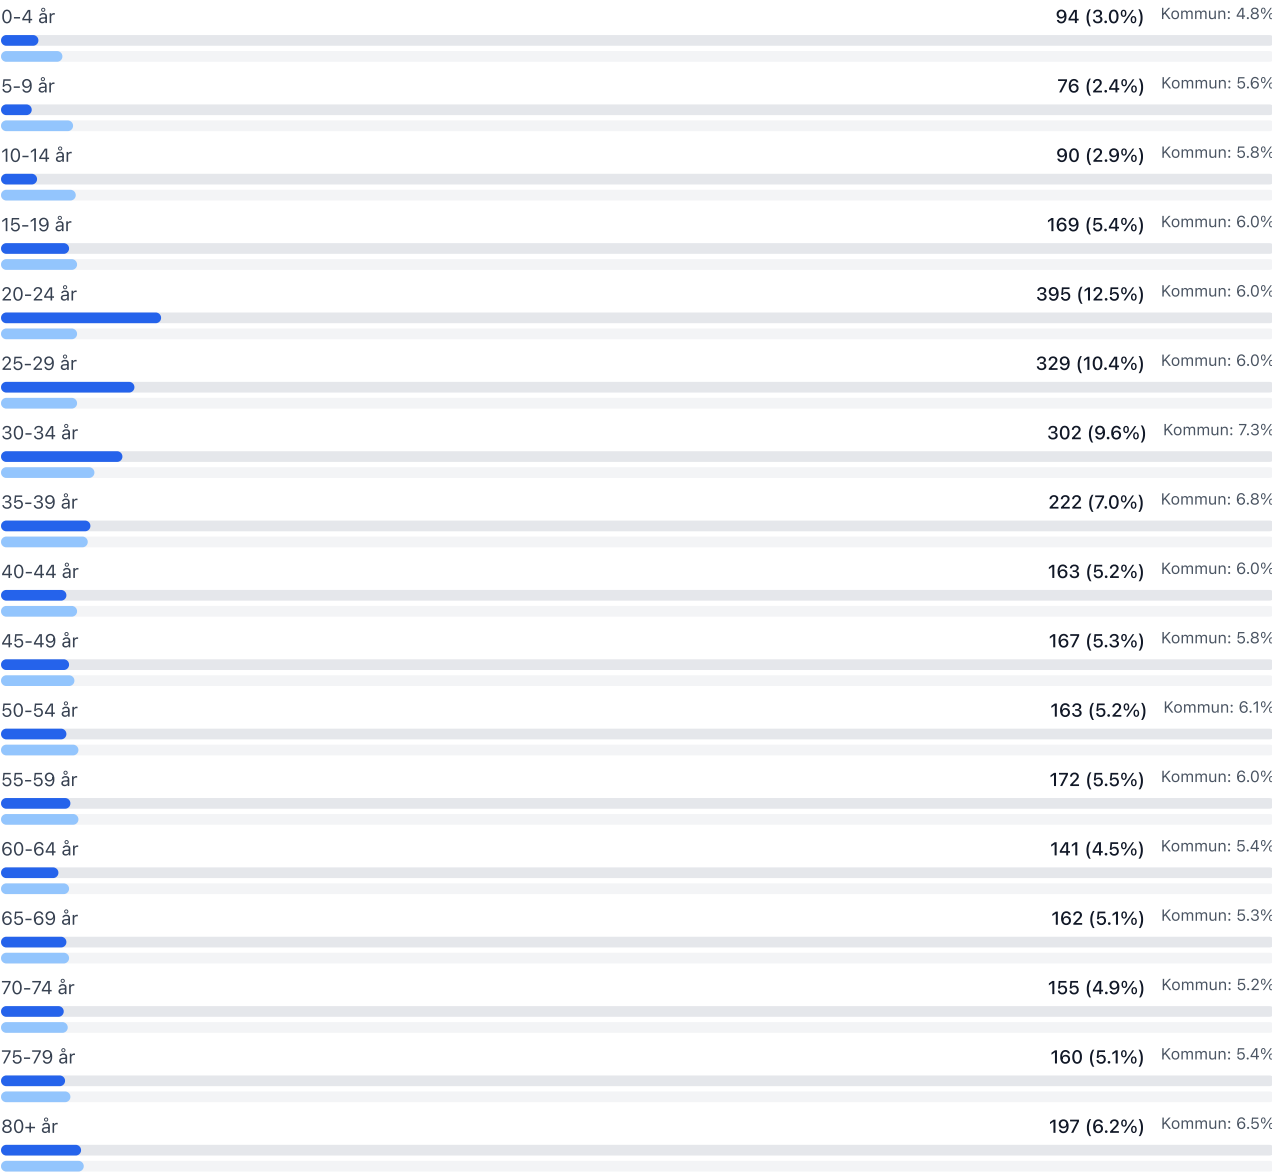 0-4 år 94 (3.0%) Kommun: 4.8%
5-9 år 76 (2.4%) Kommun: 5.6%
10-14 år 90 (2.9%) Kommun: 5.8%
15-19 år 169 (5.4%) Kommun: 6.0%
20-24 år 395 (12.5%) Kommun: 6.0%
25-29 år 329 (10.4%) Kommun: 6.0%
30-34 år 302 (9.6%) Kommun: 7.3%
35-39 år 222 (7.0%) Kommun: 6.8%
40-44 år 163 (5.2%) Kommun: 6.0%
45-49 år 167 (5.3%) Kommun: 5.8%
50-54 år 163 (5.2%) Kommun: 6.1%
55-59 år 172 (5.5%) Kommun: 6.0%
60-64 år 141 (4.5%) Kommun: 5.4%
65-69 år 162 (5.1%) Kommun: 5.3%
70-74 år 155 (4.9%) Kommun: 5.2%
75-79 år 160 (5.1%) Kommun: 5.4%
80+ år 197 (6.2%) Kommun: 6.5%